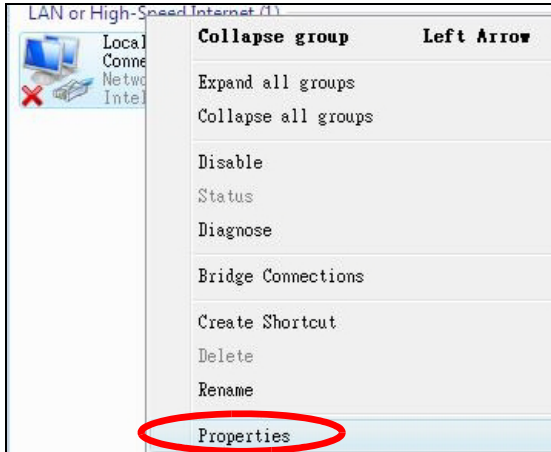 LAN or High-Speed Internet (1)
Local
Conne
Netwo
Intel
Collapse group Left Arrow
Expand all groups
Collapse all groups
Disable
Status
Diagnose
Bridge Connections
Create Shortcut
Delete
Rename
Properties